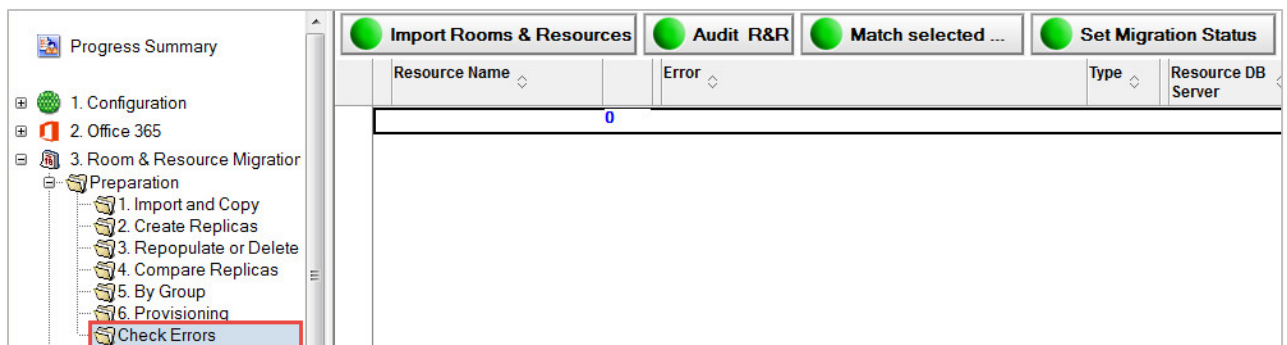 Progress Summary
1. Configuration
2. Office 365
3. Room & Resource Migration
Preparation
1. Import and Copy
2. Create Replicas
3. Repopulate or Delete
4. Compare Replicas
5. By Group
6. Provisioning
Check Errors
Import Rooms & Resources Audit R&R Match selected ... Set Migration Status
Resource Name Error Type Resource DB
Server
0